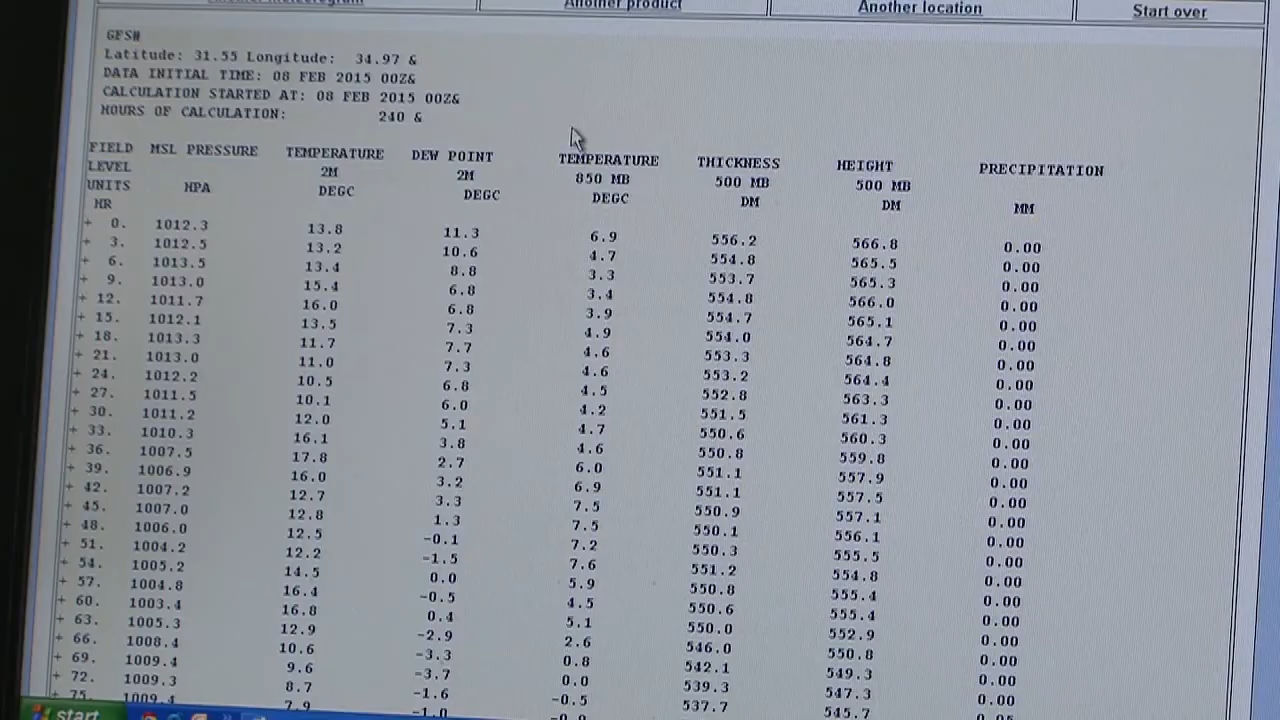 Another product Another location Start over
GFSW
Latitude: 31.55 Longitude: 34.97 &
DATA INITIAL TIME: 08 FEB 2015 00Z&
CALCULATION STARTED AT: 08 FEB 2015 00Z&
HOURS OF CALCULATION: 240 &
FIELD MSL PRESSURE TEMPERATURE DEW POINT TEMPERATURE THICKNESS HEIGHT PRECIPITATION
LEVEL 2M 2M 850 MB 500 MB 500 MB
UNITS HPA DEGC DEGC DEGC DM DM MM
HR
+ 0. 1012.3 13.8 11.3 6.9 556.2 566.8 0.00
+ 3. 1012.5 13.2 10.6 4.7 554.8 565.5 0.00
+ 6. 1013.5 13.4 8.8 3.3 553.7 565.3 0.00
+ 9. 1013.0 15.4 6.8 3.4 554.8 566.0 0.00
+ 12. 1011.7 16.0 6.8 3.9 554.7 565.1 0.00
+ 15. 1012.1 13.5 7.3 4.9 554.0 564.7 0.00
+ 18. 1013.3 11.7 7.7 4.6 553.3 564.8 0.00
+ 21. 1013.0 11.0 7.3 4.6 553.2 564.4 0.00
+ 24. 1012.2 10.5 6.8 4.5 552.8 563.3 0.00
+ 27. 1011.5 10.1 6.0 4.2 551.5 561.3 0.00
+ 30. 1011.2 12.0 5.1 4.7 550.6 560.3 0.00
+ 33. 1010.3 16.1 3.8 4.6 550.8 559.8 0.00
+ 36. 1007.5 17.8 2.7 6.0 551.1 557.9 0.00
+ 39. 1006.9 16.0 3.2 6.9 551.1 557.5 0.00
+ 42. 1007.2 12.7 3.3 7.5 550.9 557.1 0.00
+ 45. 1007.0 12.8 1.3 7.5 550.1 556.1 0.00
+ 48. 1006.0 12.5 -0.1 7.2 550.3 555.5 0.00
+ 51. 1004.2 12.2 -1.5 7.6 551.2 554.8 0.00
+ 54. 1005.2 14.5 0.0 5.9 550.8 555.4 0.00
+ 57. 1004.8 16.4 -0.5 4.5 550.6 555.4 0.00
+ 60. 1003.4 16.8 0.4 5.1 550.0 552.9 0.00
+ 63. 1005.3 12.9 -2.9 2.6 546.0 550.8 0.00
+ 66. 1008.4 10.6 -3.3 0.8 542.1 549.3 0.00
+ 69. 1009.4 9.6 -3.7 0.0 539.3 547.3 0.00
+ 72. 1009.3 8.7 -1.6 -0.5 537.7 545.7 0.00
+ 75. 1009.4 7.9 -1.0
start